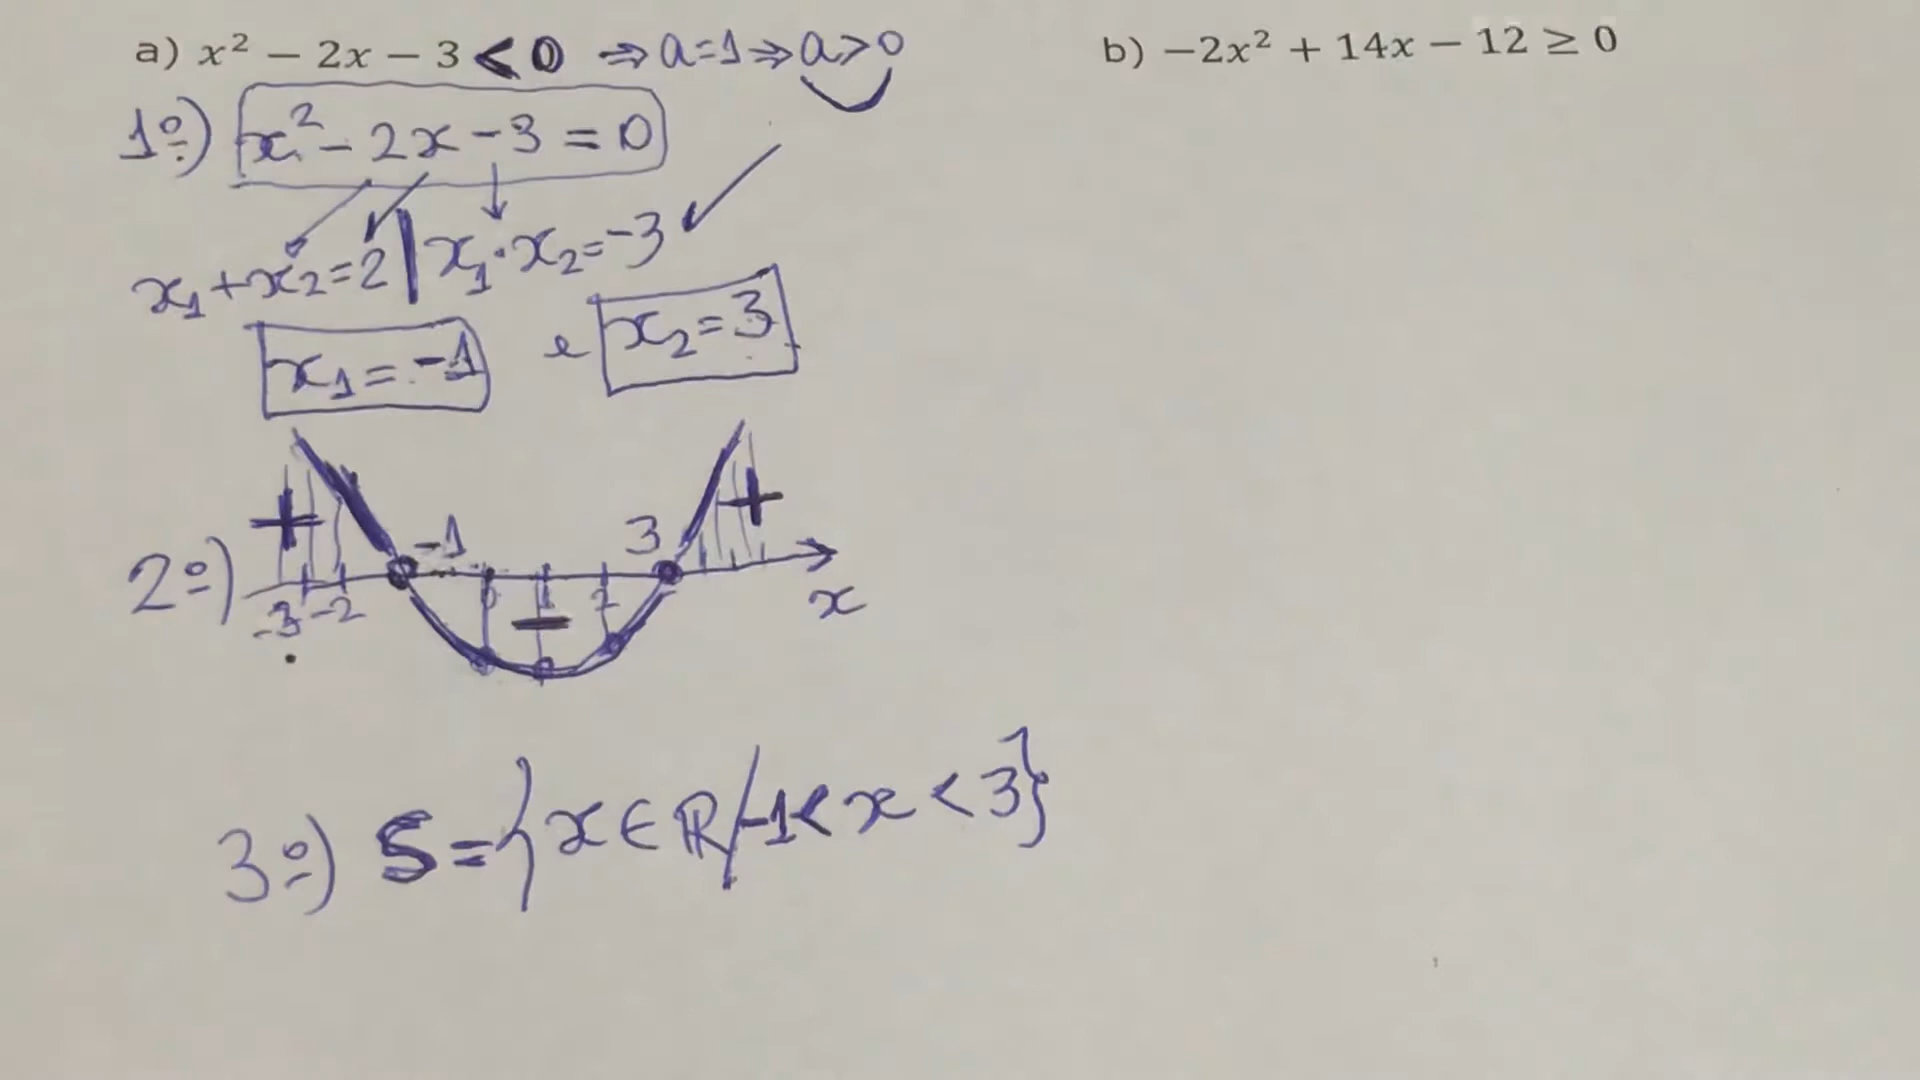 a) x² − 2x − 3 < 0 ⇒ a=1 ⇒ a>0
1º) x² − 2x − 3 = 0
x₁+x₂=2 | x₁·x₂=-3
x₁=-1 e x₂=3
+ -1 3 +
2º) -3 -2 0 1 2 x
−
3º) S={x∈ℝ/-1<x<3}
b) −2x² + 14x − 12 ≥ 0